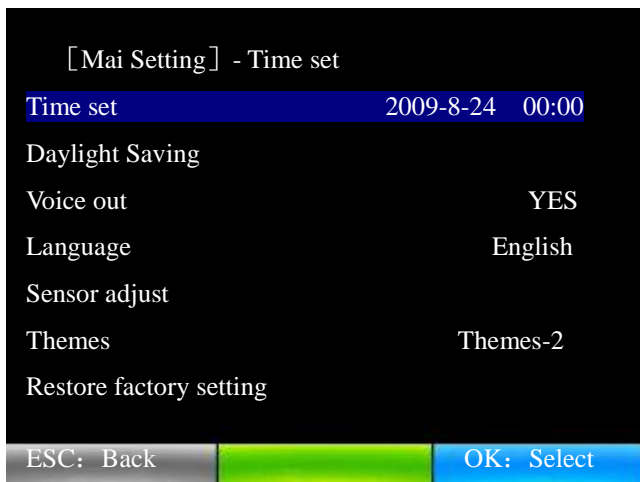 ［Mai Setting］ - Time set
Time set 2009-8-24 00:00
Daylight Saving
Voice out YES
Language English
Sensor adjust
Themes Themes-2
Restore factory setting
ESC：Back OK：Select